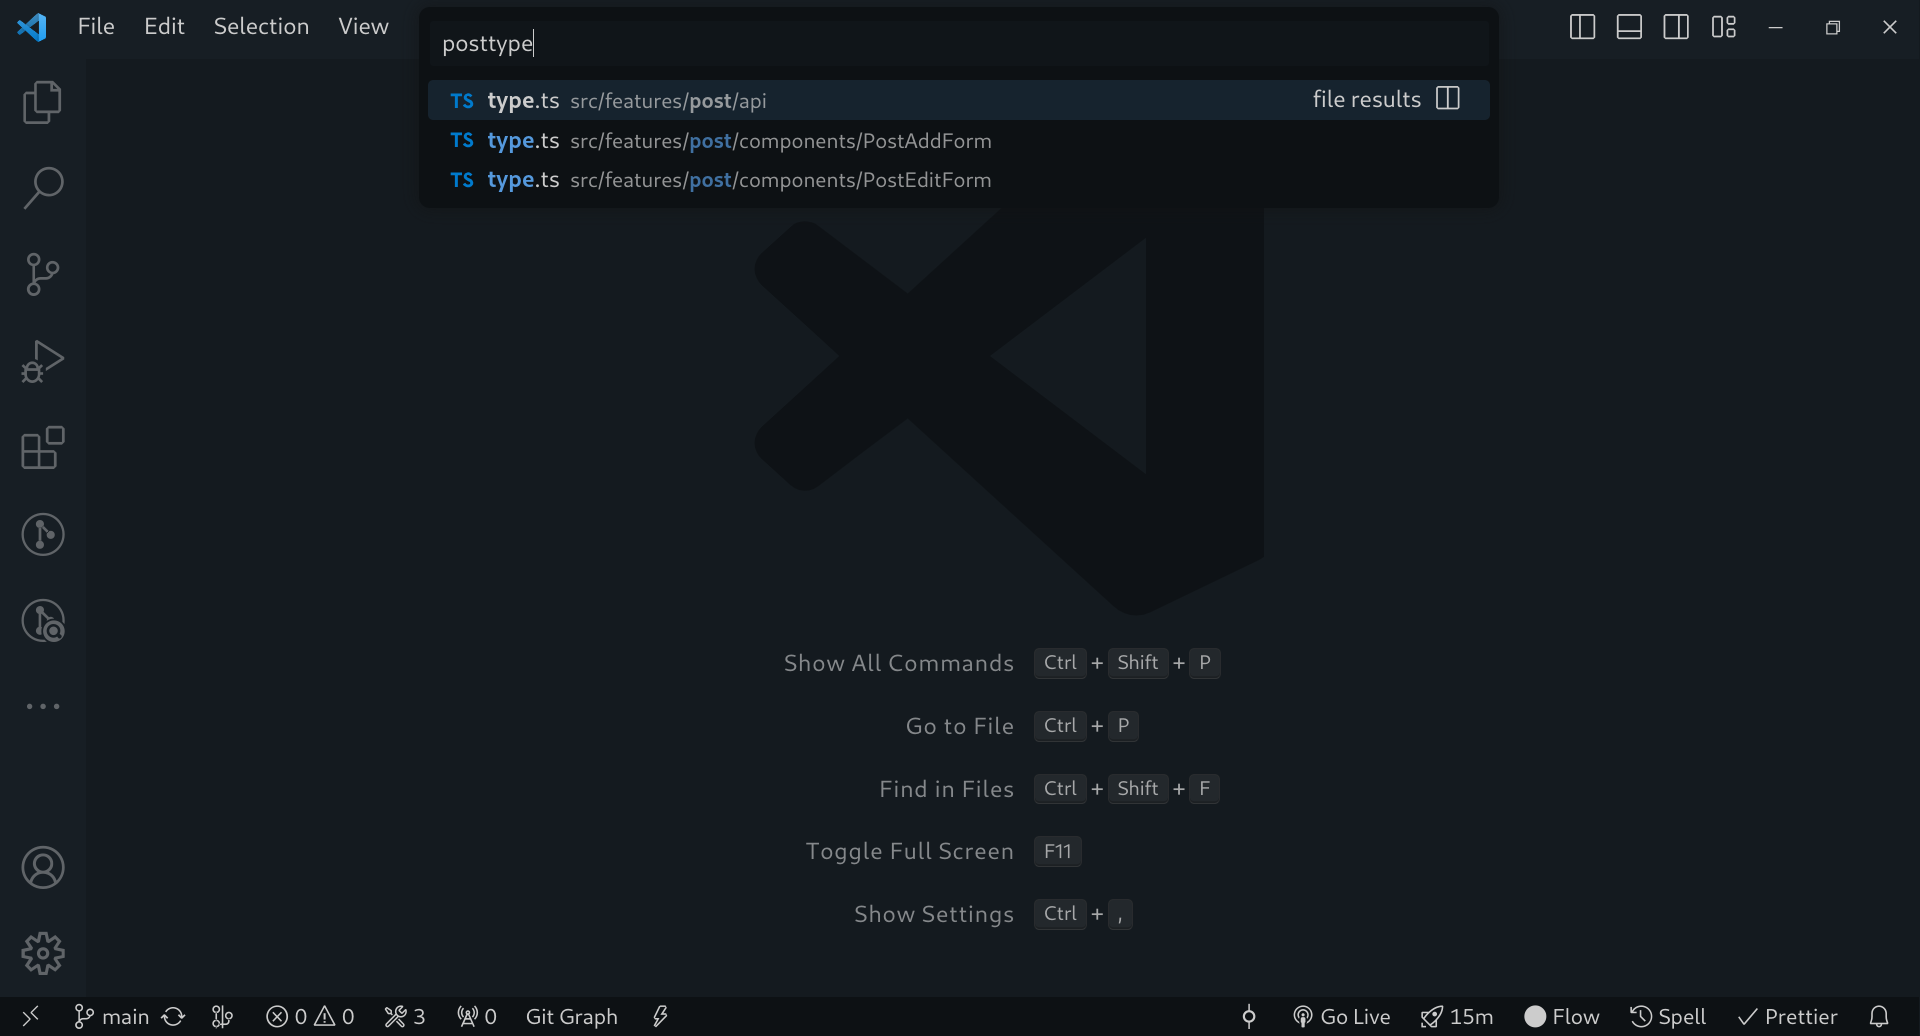 File Edit Selection View
posttype
TS type.ts src/features/post/api file results
TS type.ts src/features/post/components/PostAddForm
TS type.ts src/features/post/components/PostEditForm
Show All Commands Ctrl + Shift + P
Go to File Ctrl + P
Find in Files Ctrl + Shift + F
Toggle Full Screen F11
Show Settings Ctrl + ,
main 0 0 3 0 Git Graph Go Live 15m Flow Spell Prettier